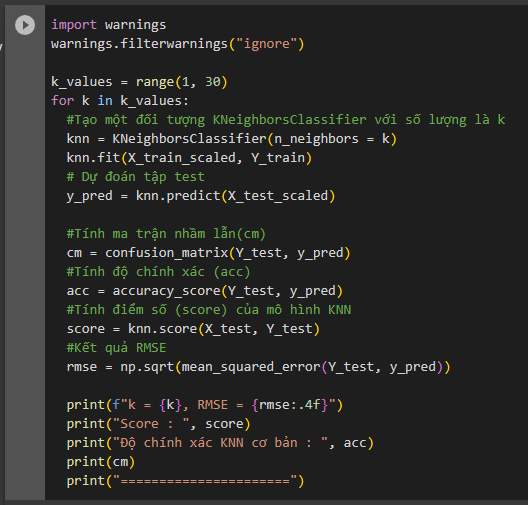 import warnings
warnings.filterwarnings("ignore")
k_values = range(1, 30)
for k in k_values:
#Tạo một đối tượng KNeighborsClassifier với số lượng là k
knn = KNeighborsClassifier(n_neighbors = k)
knn.fit(X_train_scaled, Y_train)
# Dự đoán tập test
y_pred = knn.predict(X_test_scaled)
#Tính ma trận nhầm lẫn(cm)
cm = confusion_matrix(Y_test, y_pred)
#Tính độ chính xác (acc)
acc = accuracy_score(Y_test, y_pred)
#Tính điểm số (score) của mô hình KNN
score = knn.score(X_test, Y_test)
#Kết quả RMSE
rmse = np.sqrt(mean_squared_error(Y_test, y_pred))
print(f"k = {k}, RMSE = {rmse:.4f}")
print("Score : ", score)
print("Độ chính xác KNN cơ bản : ", acc)
print(cm)
print("======================")